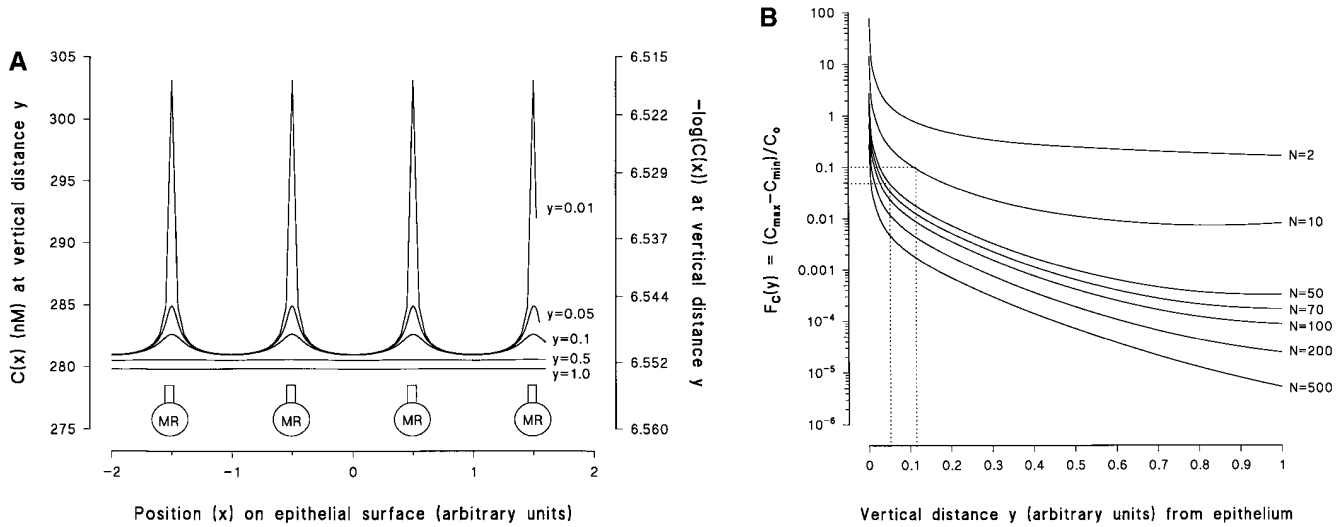 A
C(x) (nM) at vertical distance y
305
300
295
290
285
280
275
6.515
6.522
6.529
6.537
6.544
6.552
6.560
-log(C(x)) at vertical distance y
y=0.01
y=0.05
y=0.1
y=0.5
y=1.0
MR MR MR MR
-2 -1 0 1 2
Position (x) on epithelial surface (arbitrary units)
B
F_C(y) = (C_max-C_min)/C_o
100
10
1
0.1
0.01
0.001
10^-4
10^-5
10^-6
N=2
N=10
N=50
N=70
N=100
N=200
N=500
0 0.1 0.2 0.3 0.4 0.5 0.6 0.7 0.8 0.9 1
Vertical distance y (arbitrary units) from epithelium